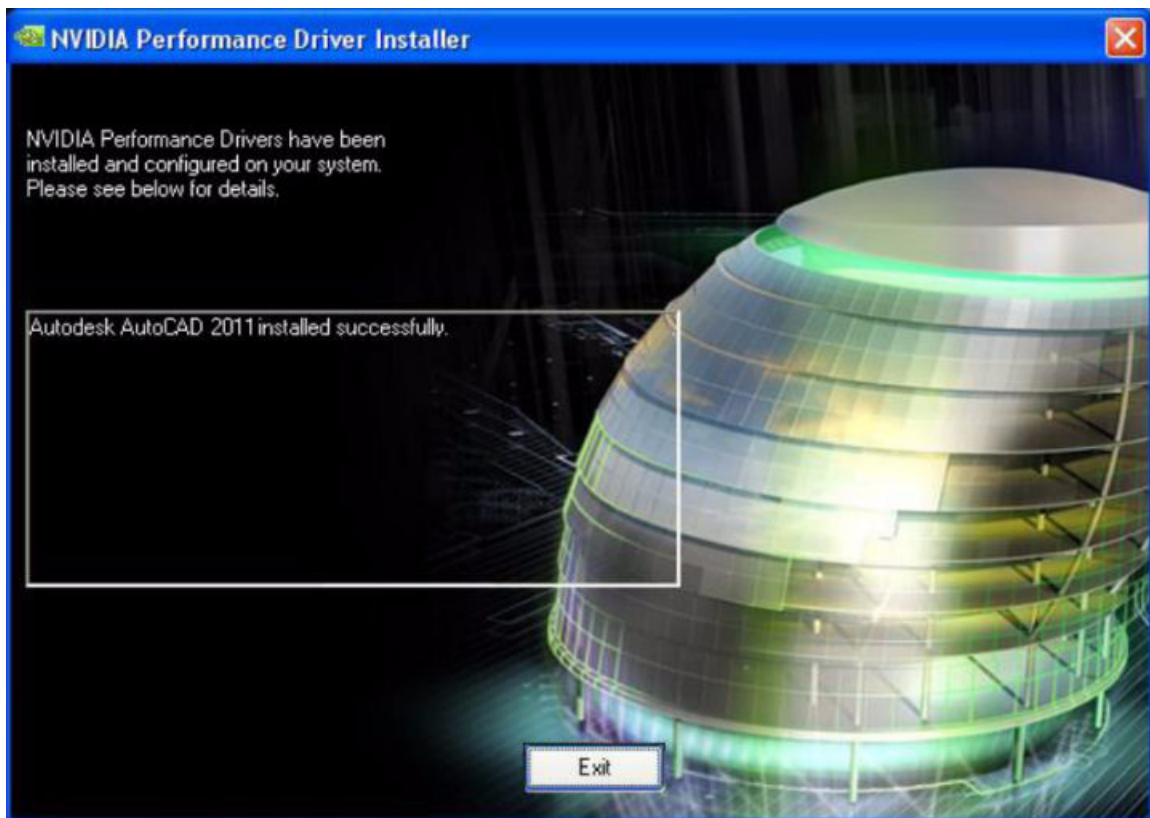 NVIDIA Performance Driver Installer
NVIDIA Performance Drivers have been
installed and configured on your system.
Please see below for details.
Autodesk AutoCAD 2011 installed successfully.
Exit